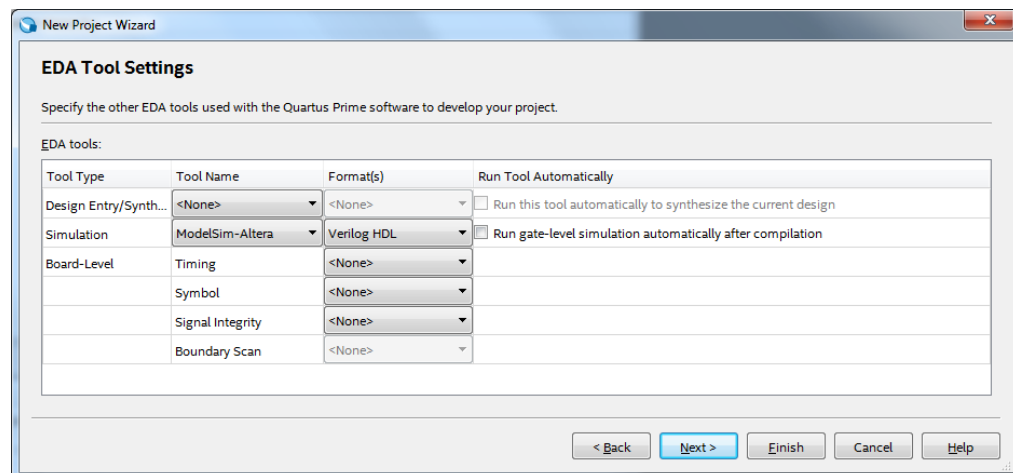 New Project Wizard
EDA Tool Settings
Specify the other EDA tools used with the Quartus Prime software to develop your project.
EDA tools:
Tool Type Tool Name Format(s) Run Tool Automatically
Design Entry/Synth... <None> <None> Run this tool automatically to synthesize the current design
Simulation ModelSim-Altera Verilog HDL Run gate-level simulation automatically after compilation
Board-Level Timing <None>
Symbol <None>
Signal Integrity <None>
Boundary Scan <None>
< Back Next > Finish Cancel Help